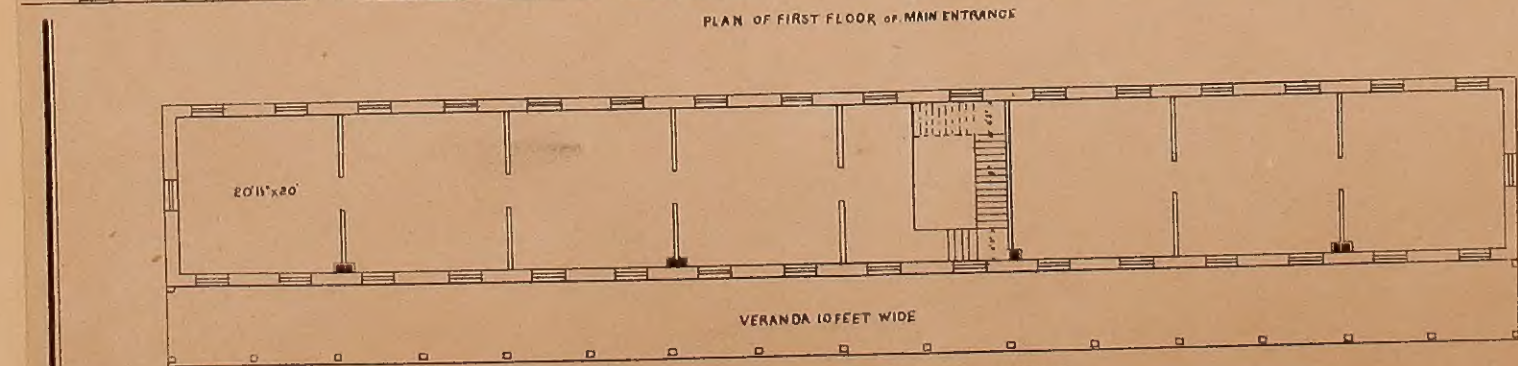 PLAN OF FIRST FLOOR OF MAIN ENTRANCE
20'11"x20'
VERANDA 10 FEET WIDE